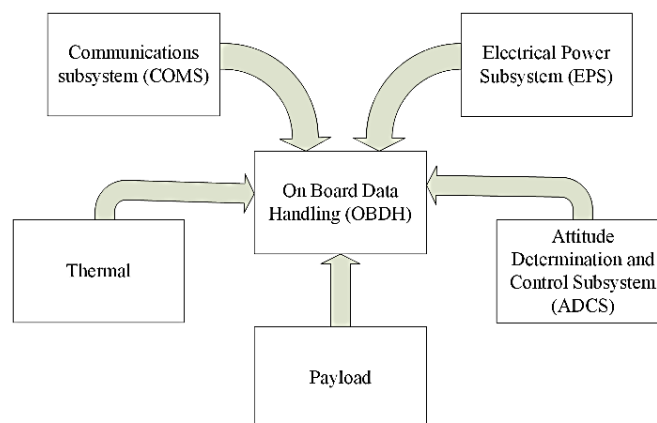 Communications
subsystem (COMS)
Electrical Power
Subsystem (EPS)
On Board Data
Handling (OBDH)
Thermal
Attitude
Determination and
Control Subsystem
(ADCS)
Payload